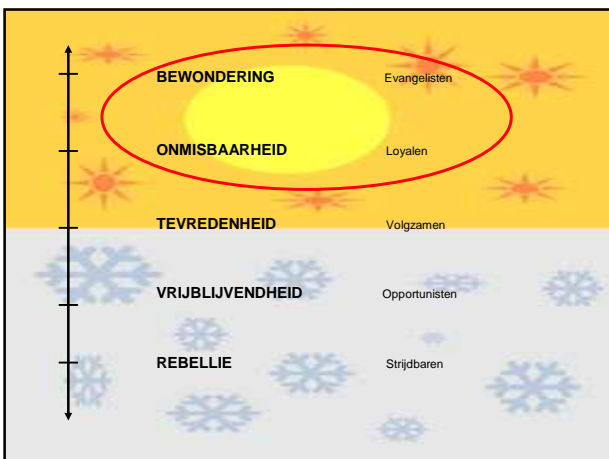 BEWONDERING Evangelisten
ONMISBAARHEID Loyalen
TEVREDENHEID Volgzamen
VRIJBLIJVENDHEID Opportunisten
REBELLIE Strijdbaren